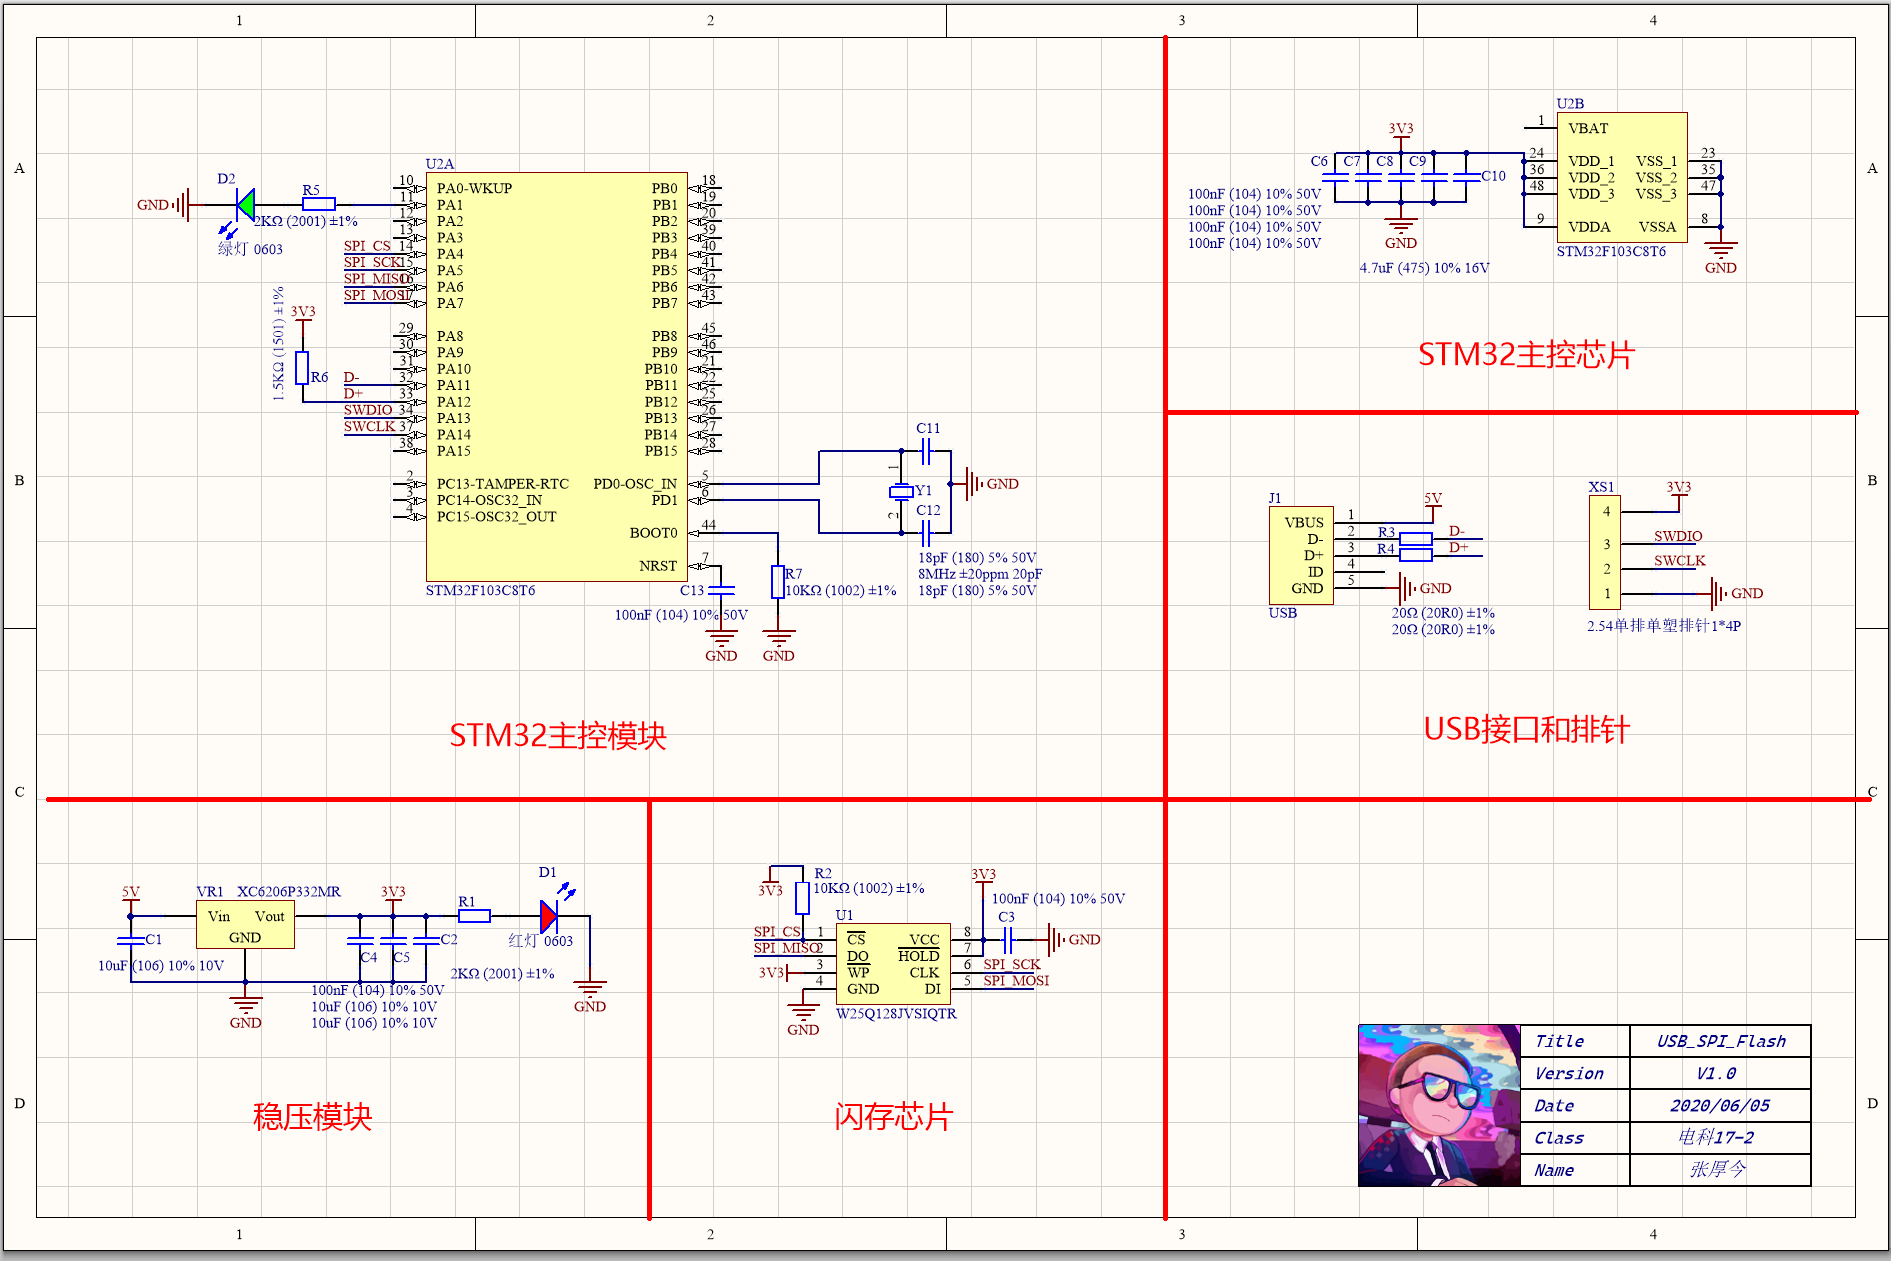 1 2 3 4
A
B
C
D
A
B
C
D
1 2 3 4
U2A
10 PA0-WKUP
11 PA1
12 PA2
13 PA3
SPI_CS 14 PA4
SPI_SCK 15 PA5
SPI_MISO 16 PA6
SPI_MOSI 17 PA7
29 PA8
30 PA9
31 PA10
D- 32 PA11
D+ 33 PA12
SWDIO 34 PA13
SWCLK 37 PA14
38 PA15
2 PC13-TAMPER-RTC
3 PC14-OSC32_IN
4 PC15-OSC32_OUT
PB0 18
PB1 19
PB2 20
PB3 39
PB4 40
PB5 41
PB6 42
PB7 43
PB8 45
PB9 46
PB10 21
PB11 22
PB12 25
PB13 26
PB14 27
PB15 28
PD0-OSC_IN 5
PD1 6
BOOT0 44
NRST 7
STM32F103C8T6
D2
GND
R5
2KΩ (2001) ±1%
绿灯 0603
3V3
1.5KΩ (1501) ±1%
R6
C11
1
Y1
2
C12
GND
18pF (180) 5% 50V
8MHz ±20ppm 20pF
18pF (180) 5% 50V
C13
100nF (104) 10% 50V
GND
R7
10KΩ (1002) ±1%
GND
STM32主控模块
U2B
1 VBAT
24 VDD_1 VSS_1 23
36 VDD_2 VSS_2 35
48 VDD_3 VSS_3 47
9 VDDA VSSA 8
STM32F103C8T6
GND
3V3
C6 C7 C8 C9
C10
100nF (104) 10% 50V
100nF (104) 10% 50V
100nF (104) 10% 50V
100nF (104) 10% 50V
GND
4.7uF (475) 10% 16V
STM32主控芯片
J1
VBUS 1
D- 2
D+ 3
ID 4
GND 5
USB
5V
R3 D-
R4 D+
GND
20Ω (20R0) ±1%
20Ω (20R0) ±1%
XS1
4 3V3
3 SWDIO
2 SWCLK
1 GND
2.54单排单塑排针1*4P
USB接口和排针
5V
VR1 XC6206P332MR
Vin Vout
GND
C1
10uF (106) 10% 10V
GND
3V3
C4 C5 C2
100nF (104) 10% 50V
10uF (106) 10% 10V
10uF (106) 10% 10V
R1
2KΩ (2001) ±1%
D1
红灯 0603
GND
稳压模块
3V3
R2
10KΩ (1002) ±1%
U1
SPI_CS 1 CS VCC 8
SPI_MISO 2 DO HOLD 7
3V3 3 WP CLK 6 SPI_SCK
4 GND DI 5 SPI_MOSI
GND
W25Q128JVSIQTR
3V3
100nF (104) 10% 50V
C3
GND
闪存芯片
Title USB_SPI_Flash
Version V1.0
Date 2020/06/05
Class 电科17-2
Name 张厚今